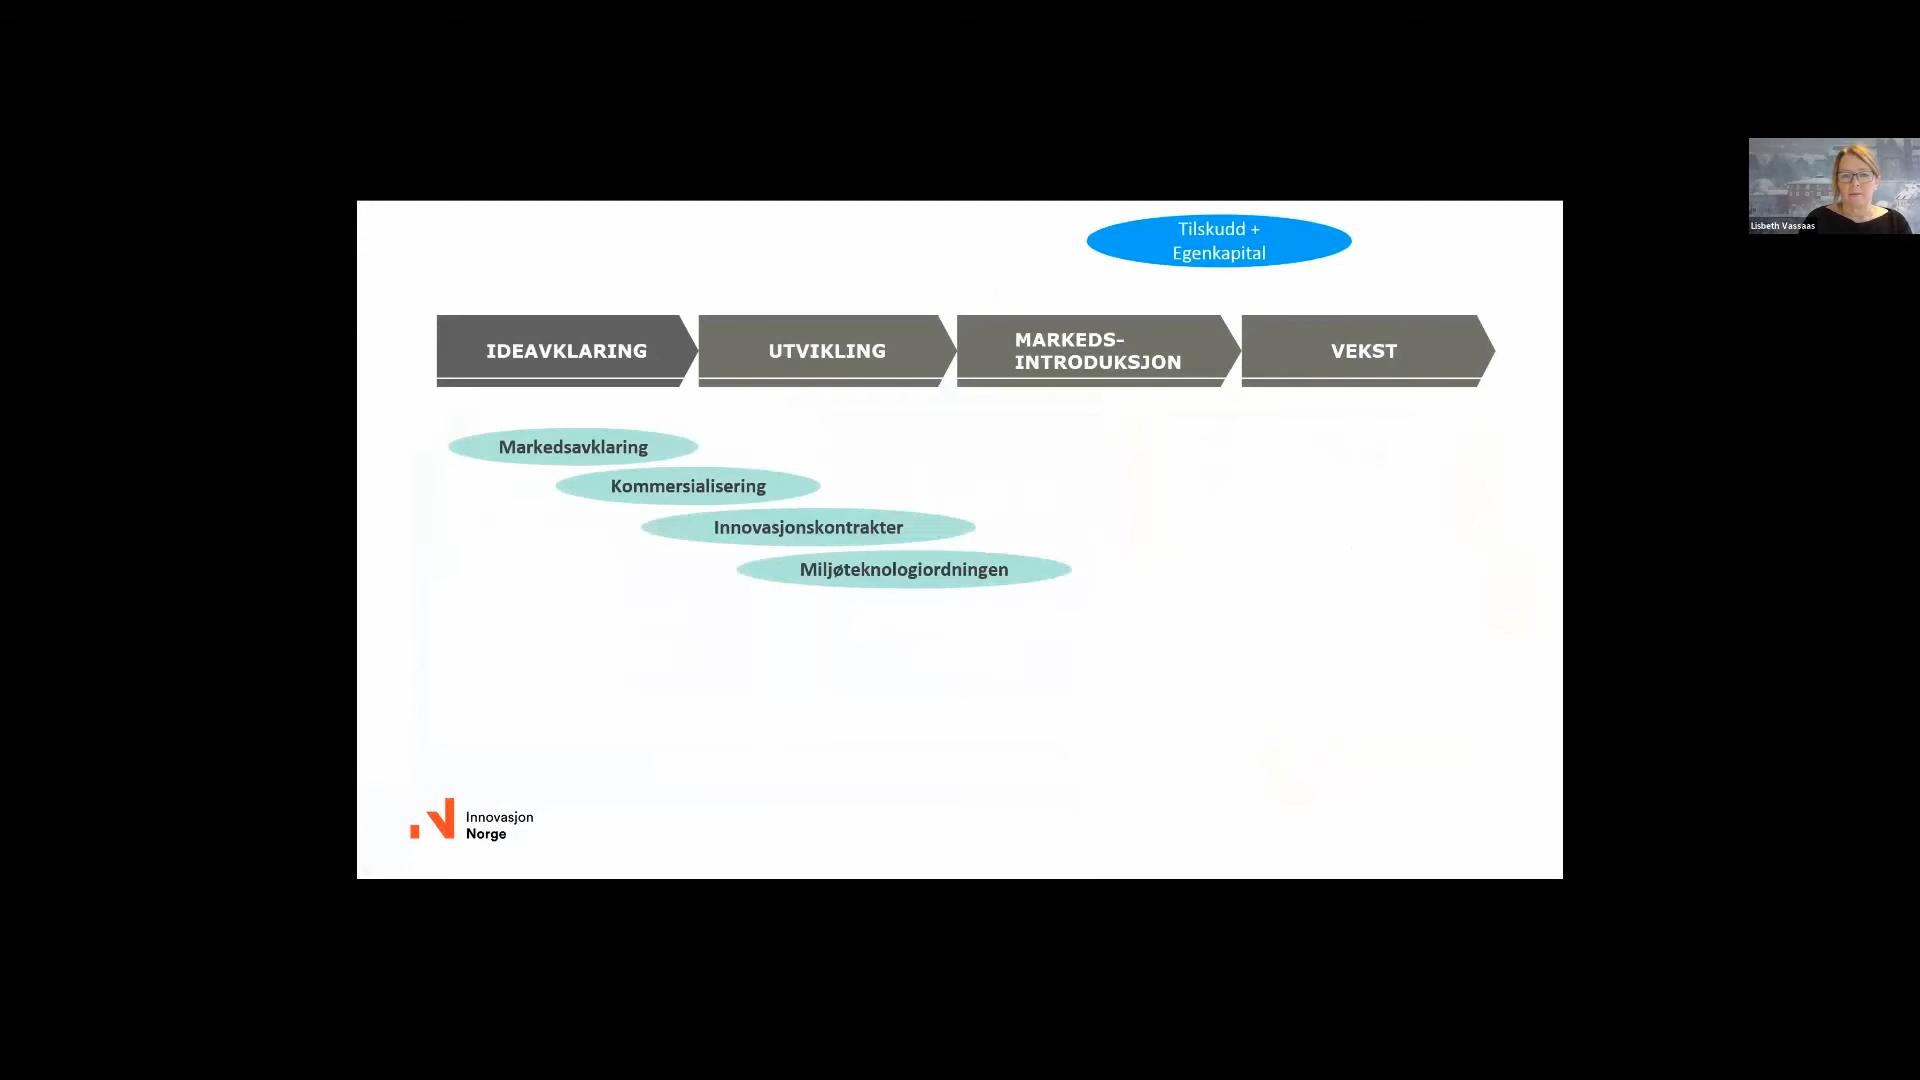 Tilskudd +
Egenkapital
IDEAVKLARING
UTVIKLING
MARKEDS-
INTRODUKSJON
VEKST
Markedsavklaring
Kommersialisering
Innovasjonskontrakter
Miljøteknologiordningen
Innovasjon
Norge
Lisbeth Vassaas